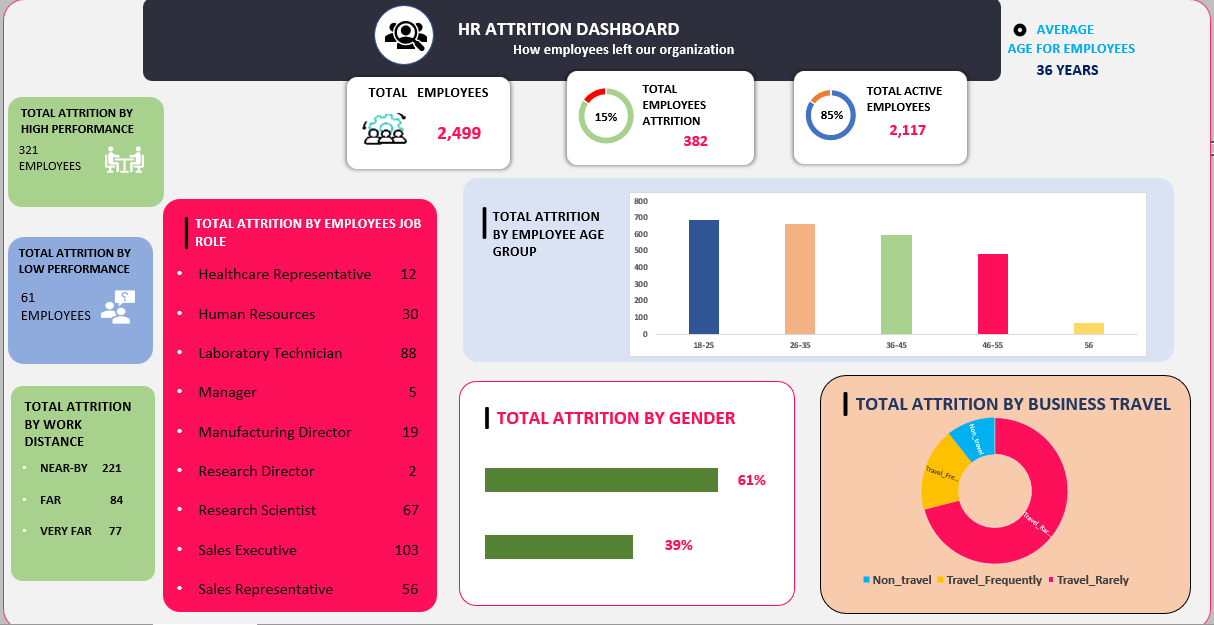 HR ATTRITION DASHBOARD
How employees left our organization
AVERAGE
AGE FOR EMPLOYEES
36 YEARS
TOTAL EMPLOYEES
2,499
15%
TOTAL
EMPLOYEES
ATTRITION
382
85%
TOTAL ACTIVE
EMPLOYEES
2,117
TOTAL ATTRITION BY
HIGH PERFORMANCE
321
EMPLOYEES
TOTAL ATTRITION BY
LOW PERFORMANCE
61
EMPLOYEES
?
TOTAL ATTRITION
BY WORK
DISTANCE
• NEAR-BY 221
• FAR 84
• VERY FAR 77
TOTAL ATTRITION BY EMPLOYEES JOB
ROLE
• Healthcare Representative 12
• Human Resources 30
• Laboratory Technician 88
• Manager 5
• Manufacturing Director 19
• Research Director 2
• Research Scientist 67
• Sales Executive 103
• Sales Representative 56
TOTAL ATTRITION
BY EMPLOYEE AGE
GROUP
800
700
600
500
400
300
200
100
0
18-25 26-35 36-45 46-55 56
TOTAL ATTRITION BY GENDER
61%
39%
TOTAL ATTRITION BY BUSINESS TRAVEL
Non_travel
Travel_Fre...
Travel_Rar...
Non_travel Travel_Frequently Travel_Rarely